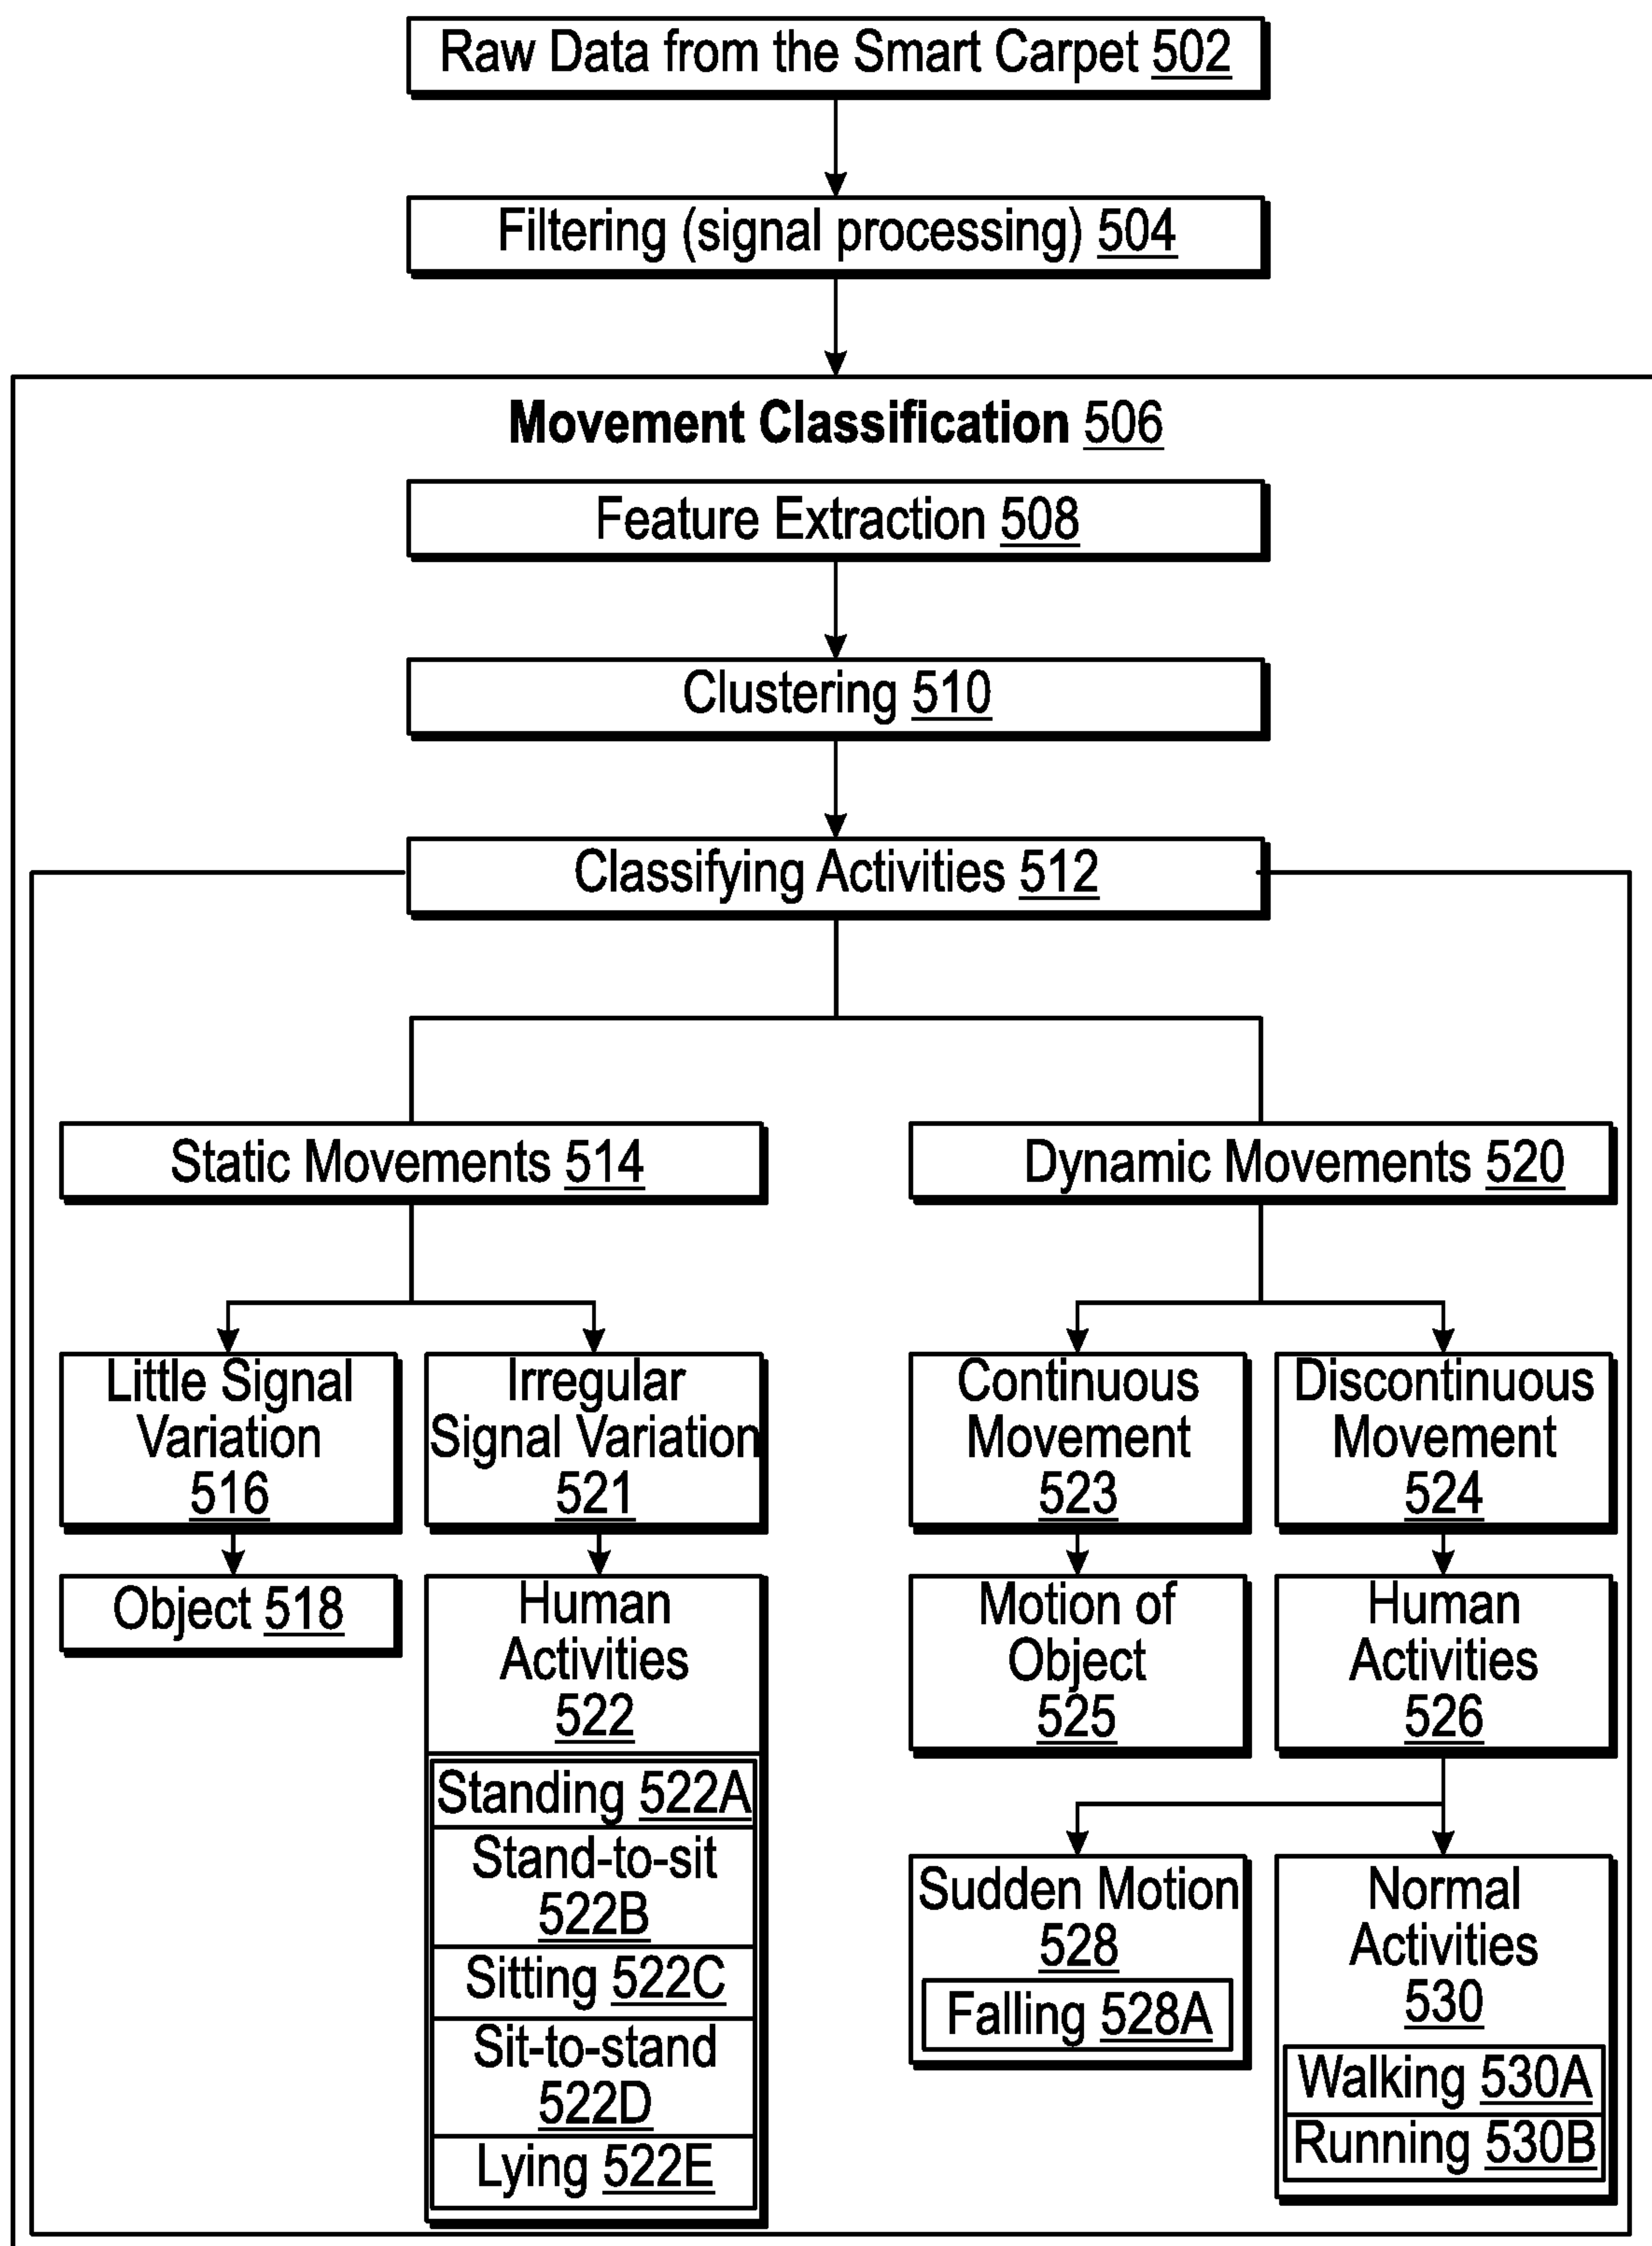 Raw Data from the Smart Carpet 502
Filtering (signal processing) 504
Movement Classification 506
Feature Extraction 508
Clustering 510
Classifying Activities 512
Static Movements 514
Dynamic Movements 520
Little Signal
Variation
516
Irregular
Signal Variation
521
Continuous
Movement
523
Discontinuous
Movement
524
Object 518
Human
Activities
522
Standing 522A
Stand-to-sit
522B
Sitting 522C
Sit-to-stand
522D
Lying 522E
Motion of
Object
525
Human
Activities
526
Sudden Motion
528
Falling 528A
Normal
Activities
530
Walking 530A
Running 530B